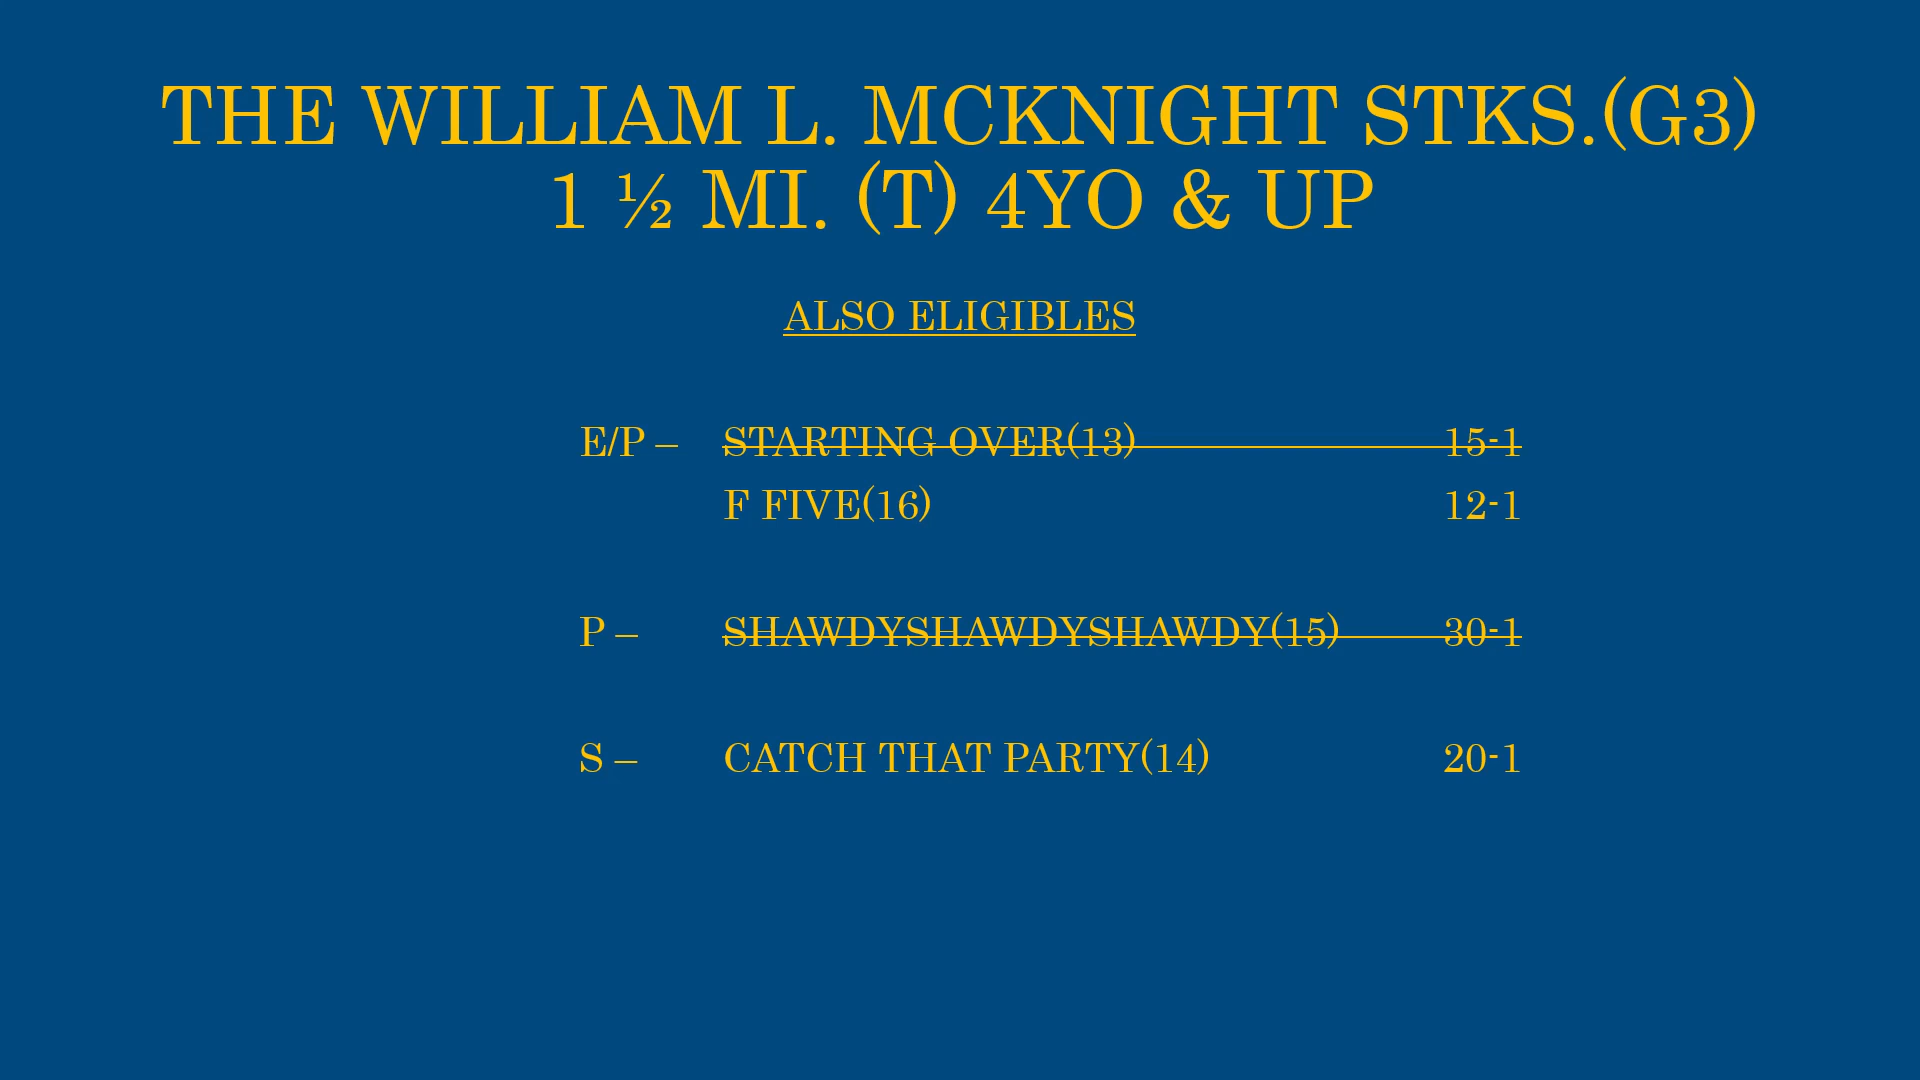 THE WILLIAM L. MCKNIGHT STKS.(G3)
1 ½ MI. (T) 4YO & UP
ALSO ELIGIBLES
E/P – STARTING OVER(13) 15-1
F FIVE(16) 12-1
P – SHAWDYSHAWDYSHAWDY(15) 30-1
S – CATCH THAT PARTY(14) 20-1